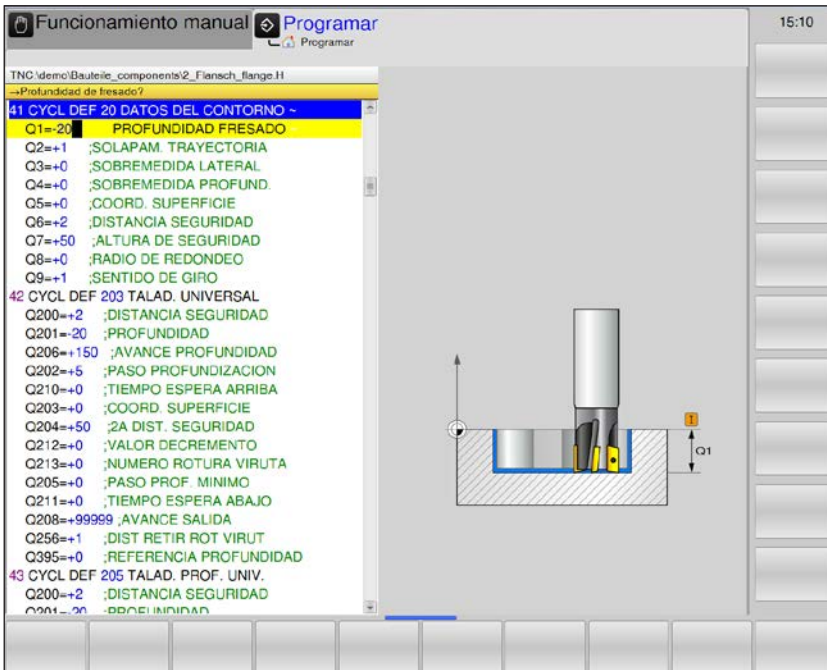 Funcionamiento manual
Programar
Programar
15:10
TNC:\demo\Bauteile_components\2_Flansch_flange.H
→Profundidad de fresado?
41 CYCL DEF 20 DATOS DEL CONTORNO ~
Q1=-20 PROFUNDIDAD FRESADO ~
Q2=+1 ;SOLAPAM. TRAYECTORIA
Q3=+0 ;SOBREMEDIDA LATERAL
Q4=+0 ;SOBREMEDIDA PROFUND.
Q5=+0 ;COORD. SUPERFICIE
Q6=+2 ;DISTANCIA SEGURIDAD
Q7=+50 ;ALTURA DE SEGURIDAD
Q8=+0 ;RADIO DE REDONDEO
Q9=+1 ;SENTIDO DE GIRO
42 CYCL DEF 203 TALAD. UNIVERSAL
Q200=+2 ;DISTANCIA SEGURIDAD
Q201=-20 ;PROFUNDIDAD
Q206=+150 ;AVANCE PROFUNDIDAD
Q202=+5 ;PASO PROFUNDIZACION
Q210=+0 ;TIEMPO ESPERA ARRIBA
Q203=+0 ;COORD. SUPERFICIE
Q204=+50 ;2A DIST. SEGURIDAD
Q212=+0 ;VALOR DECREMENTO
Q213=+0 ;NUMERO ROTURA VIRUTA
Q205=+0 ;PASO PROF. MINIMO
Q211=+0 ;TIEMPO ESPERA ABAJO
Q208=+99999 ;AVANCE SALIDA
Q256=+1 ;DIST RETIR ROT VIRUT
Q395=+0 ;REFERENCIA PROFUNDIDAD
43 CYCL DEF 205 TALAD. PROF. UNIV.
Q200=+2 ;DISTANCIA SEGURIDAD
Q201=-20 ;PROFUNDIDAD
I
Q1